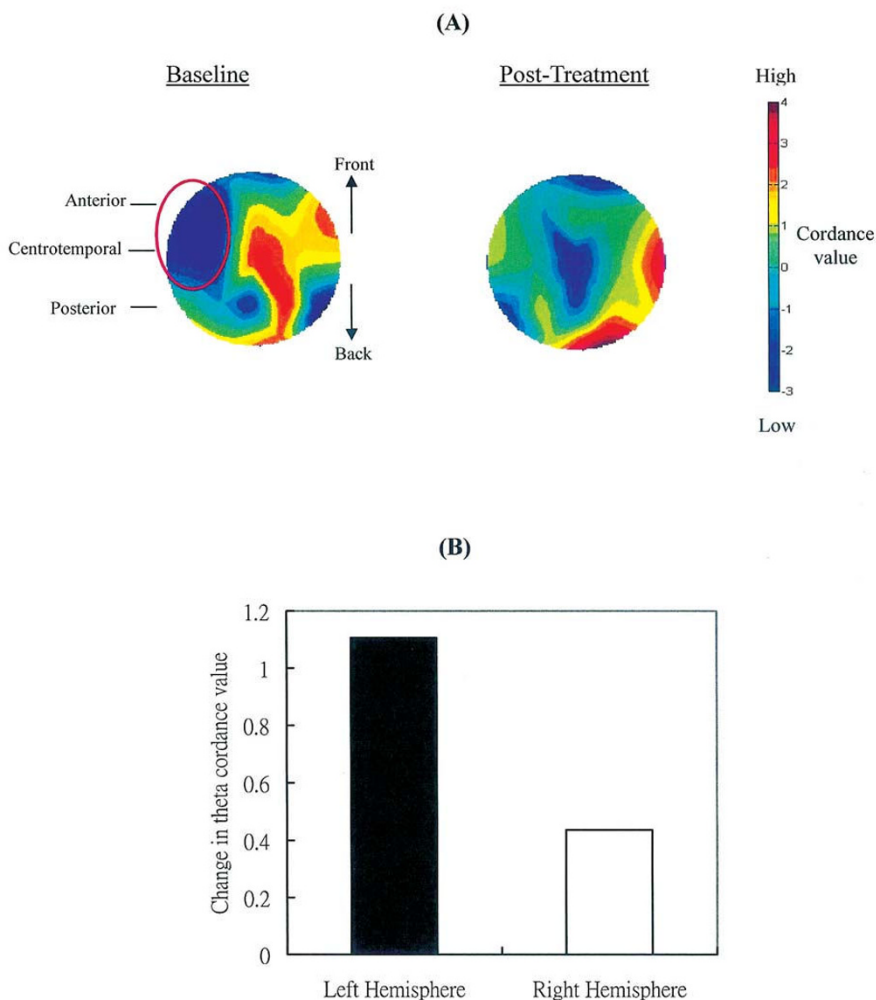 (A)
Baseline
Post-Treatment
High
Front
Anterior
Centrotemporal
Posterior
Back
4
3
2
1
0
-1
-2
-3
Cordance
value
Low
(B)
Change in theta cordance value
1.2
1
0.8
0.6
0.4
0.2
0
Left Hemisphere
Right Hemisphere